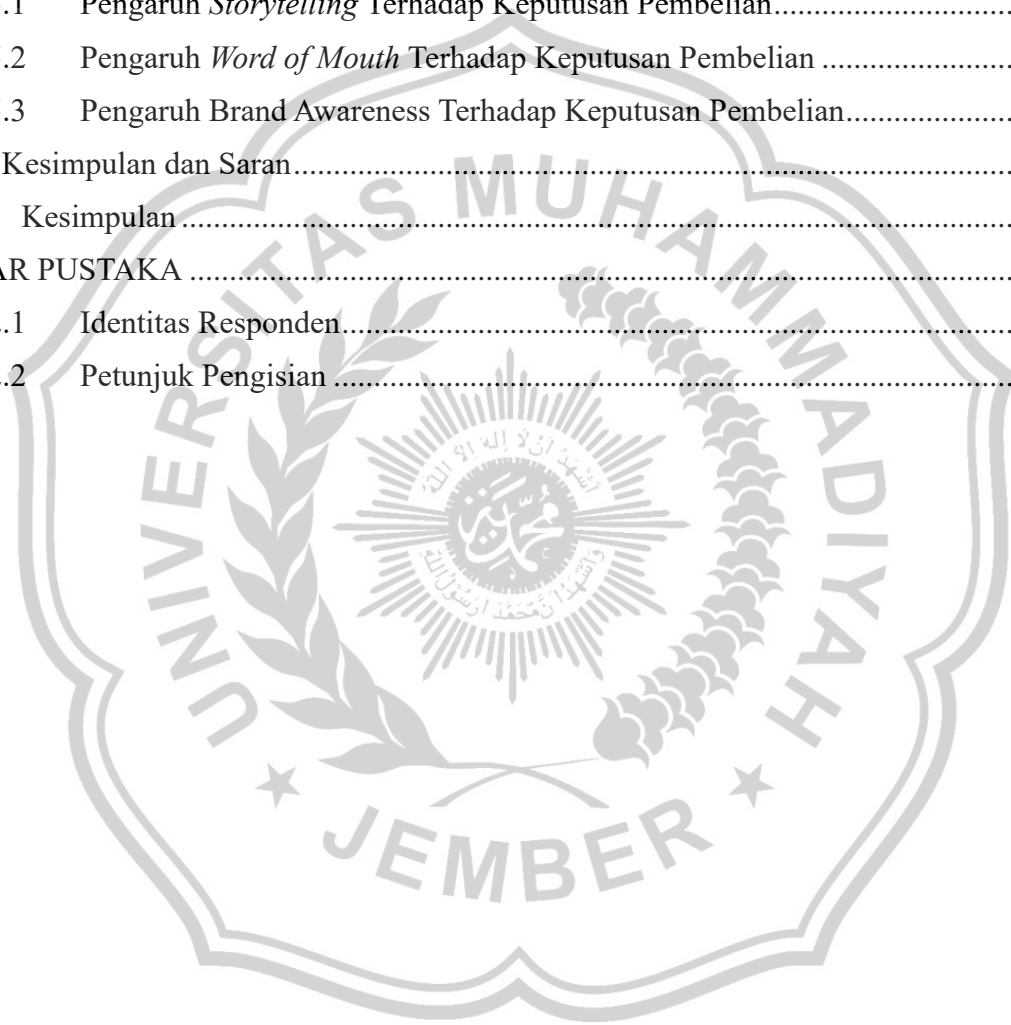 .1 Pengaruh Storytelling Terhadap Keputusan Pembelian..............................
.2 Pengaruh Word of Mouth Terhadap Keputusan Pembelian ........................
.3 Pengaruh Brand Awareness Terhadap Keputusan Pembelian.....................
Kesimpulan dan Saran..........................................................................................
Kesimpulan ........................................................................................................
AR PUSTAKA ........................................................................................................
.1 Identitas Responden.....................................................................................
.2 Petunjuk Pengisian ......................................................................................
UNIVERSITAS MUHAMMADIYAH
JEMBER